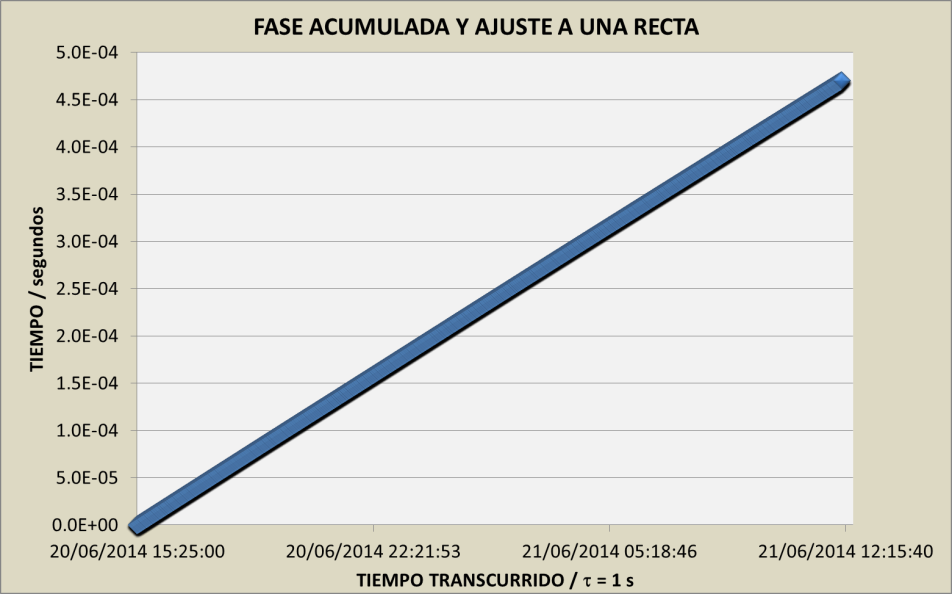 FASE ACUMULADA Y AJUSTE A UNA RECTA
5.0E-04
4.5E-04
4.0E-04
3.5E-04
3.0E-04
2.5E-04
2.0E-04
1.5E-04
1.0E-04
5.0E-05
0.0E+00
TIEMPO / segundos
20/06/2014 15:25:00 20/06/2014 22:21:53 21/06/2014 05:18:46 21/06/2014 12:15:40
TIEMPO TRANSCURRIDO / τ = 1 s